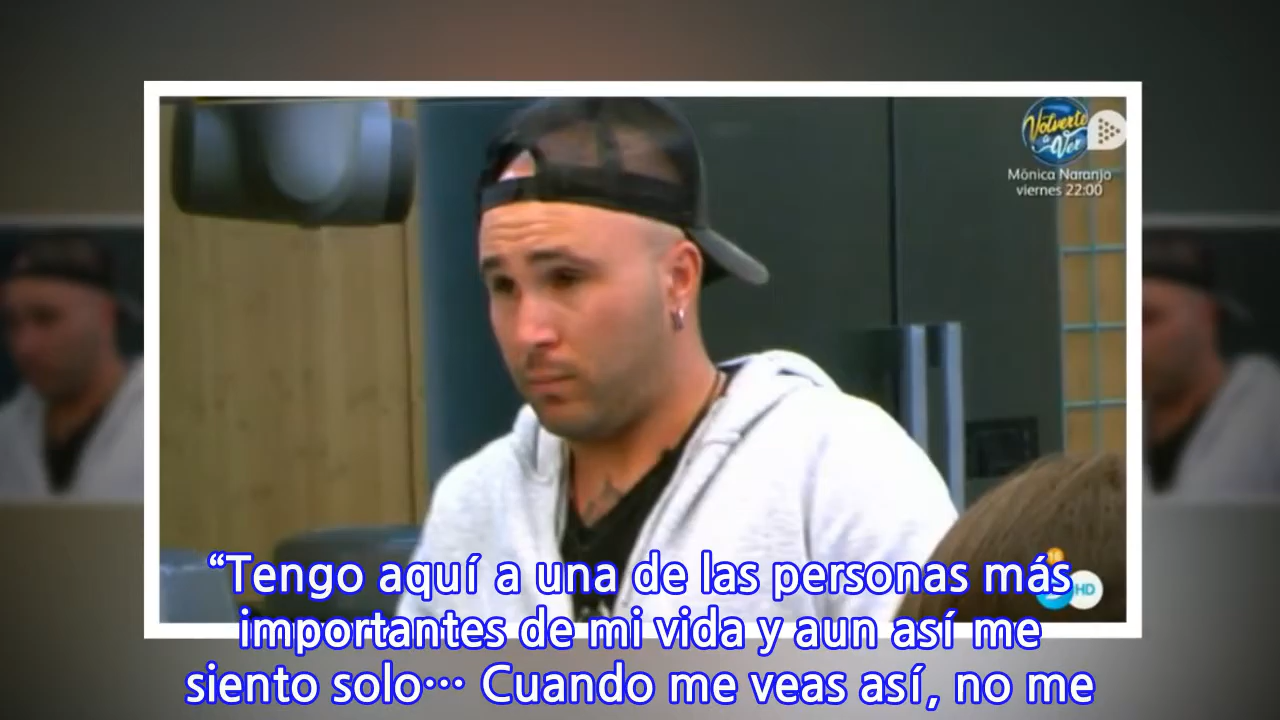 Volverte
a
Ver
Mónica Naranjo
viernes 22:00
18
HD
“Tengo aquí a una de las personas más
importantes de mi vida y aun así me
siento solo… Cuando me veas así, no me